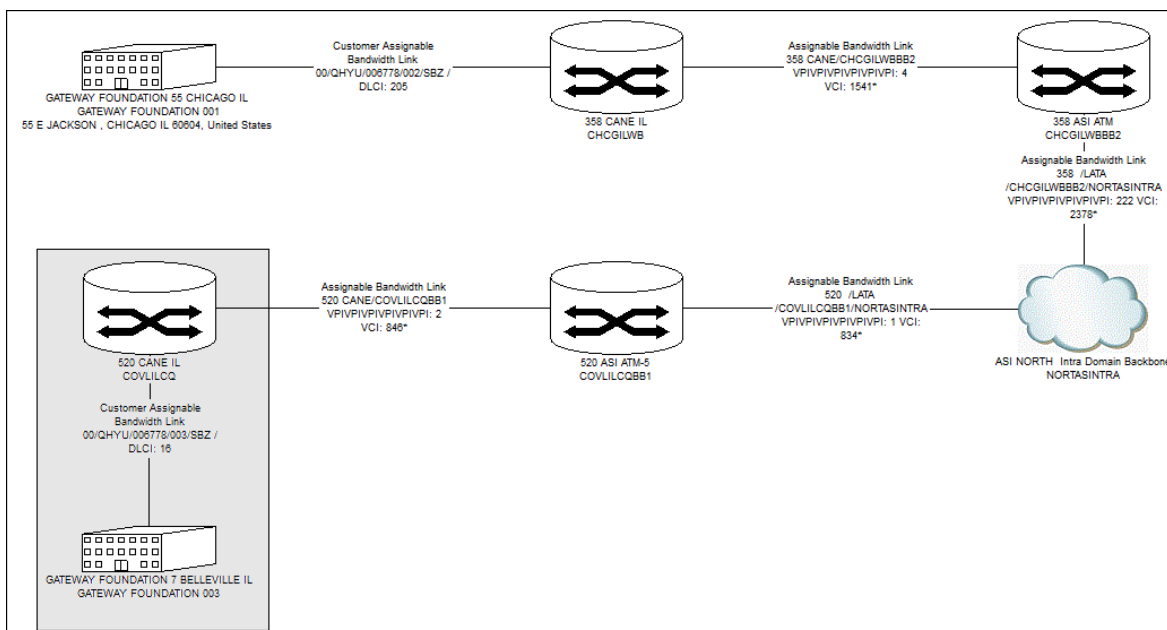 Customer Assignable
Bandwidth Link
00/QHYU/006778/002/SBZ /
DLCI: 205
Assignable Bandwidth Link
358 CANE/CHCGILWBBB2
VPIVPIVPIVPIVPIVPI: 4
VCI: 1541*
GATEWAY FOUNDATION 55 CHICAGO IL
GATEWAY FOUNDATION 001
55 E JACKSON , CHICAGO IL 60604, United States
358 CANE IL
CHCGILWB
358 ASI ATM
CHCGILWBBB2
Assignable Bandwidth Link
358 /LATA
/CHCGILWBBB2/NORTASINTRA
VPIVPIVPIVPIVPIVPI: 222 VCI:
2378*
Assignable Bandwidth Link
520 CANE/COVLILCQBB1
VPIVPIVPIVPIVPIVPI: 2
VCI: 846*
Assignable Bandwidth Link
520 /LATA
/COVLILCQBB1/NORTASINTRA
VPIVPIVPIVPIVPIVPI: 1 VCI:
834*
520 CANE IL
COVLILCQ
520 ASI ATM-5
COVLILCQBB1
ASI NORTH Intra Domain Backbone
NORTASINTRA
Customer Assignable
Bandwidth Link
00/QHYU/006778/003/SBZ /
DLCI: 16
GATEWAY FOUNDATION 7 BELLEVILLE IL
GATEWAY FOUNDATION 003